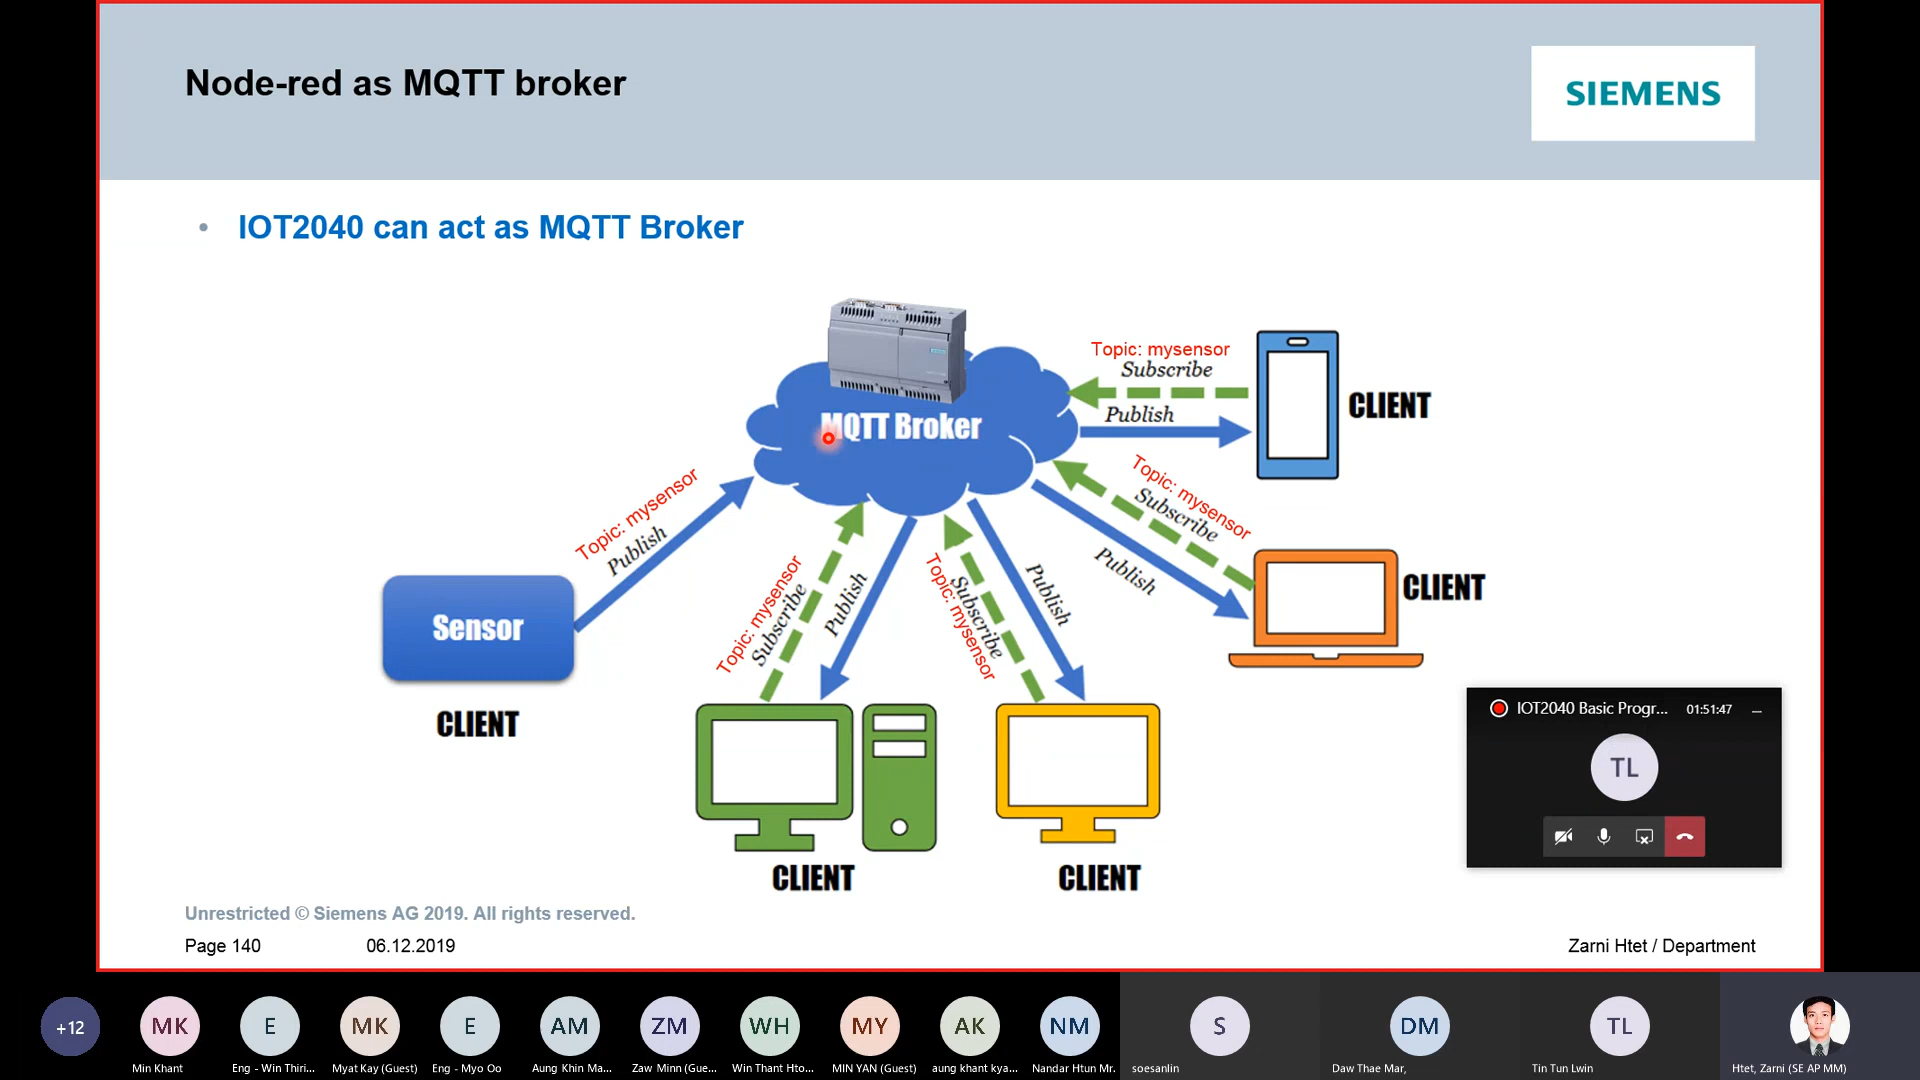 Node-red as MQTT broker
SIEMENS
• IOT2040 can act as MQTT Broker
MQTT Broker
Topic: mysensor
Subscribe
Publish
CLIENT
Topic: mysensor
Subscribe
Publish
CLIENT
Topic: mysensor
Publish
Sensor
CLIENT
Topic: mysensor
Subscribe
Publish
CLIENT
Topic: mysensor
Subscribe
Publish
CLIENT
IOT2040 Basic Progr... 01:51:47
TL
Unrestricted © Siemens AG 2019. All rights reserved.
Page 140 06.12.2019 Zarni Htet / Department
+12 MK E MK E AM ZM WH MY AK NM S DM TL
Min Khant Eng - Win Thiri... Myat Kay (Guest) Eng - Myo Oo Aung Khin Ma... Zaw Minn (Gue... Win Thant Hto... MIN YAN (Guest) aung khant kya... Nandar Htun Mr. soesanlin Daw Thae Mar, Tin Tun Lwin Htet, Zarni (SE AP MM)